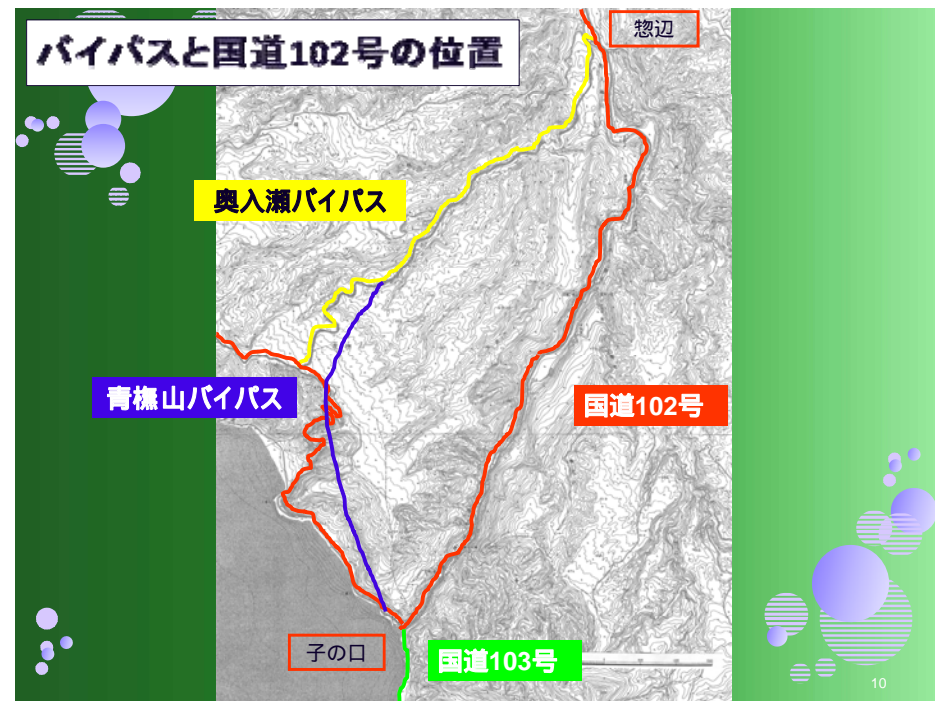 バイパスと国道102号の位置
惣辺
奥入瀬バイパス
青橅山バイパス
国道102号
子の口
国道103号
10